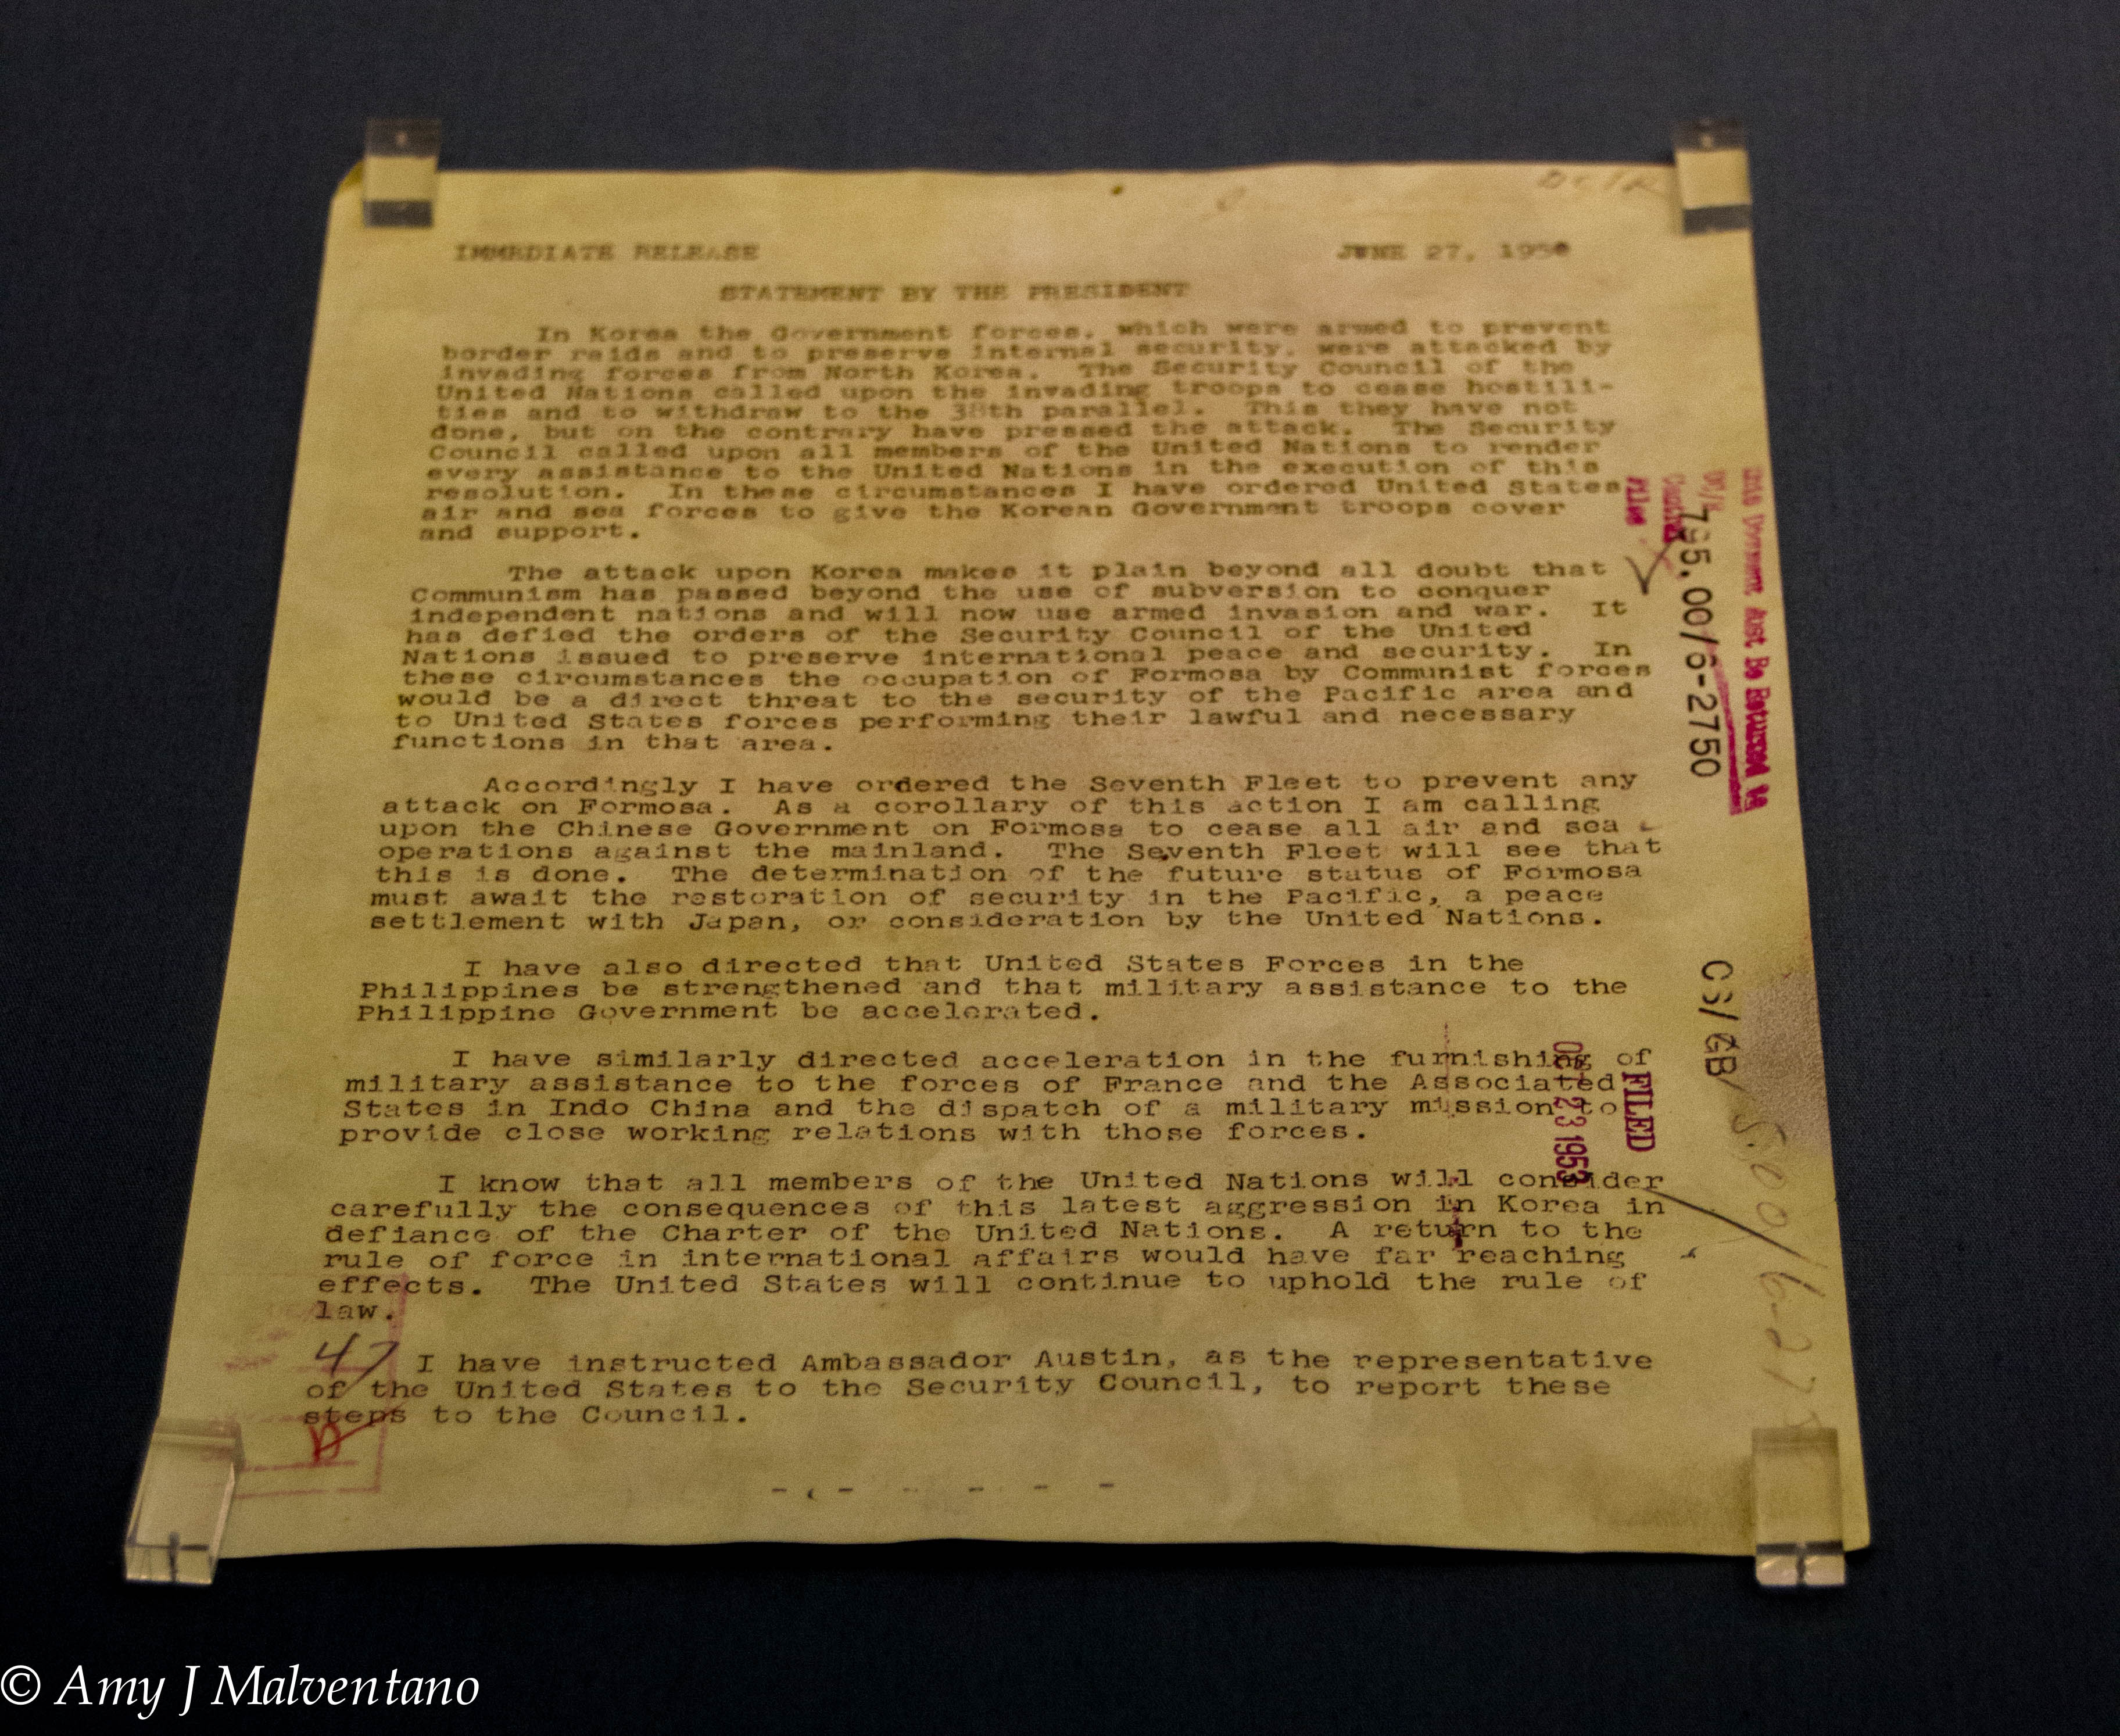 IMMEDIATE RELEASE JUNE 27, 1950
STATEMENT BY THE PRESIDENT
In Korea the Government forces, which were armed to prevent
border raids and to preserve internal security, were attacked by
invading forces from North Korea. The Security Council of the
United Nations called upon the invading troops to cease hostili-
ties and to withdraw to the 38th parallel. This they have not
done, but on the contrary have pressed the attack. The Security
Council called upon all members of the United Nations to render
every assistance to the United Nations in the execution of this
resolution. In these circumstances I have ordered United States
air and sea forces to give the Korean Government troops cover
and support.
The attack upon Korea makes it plain beyond all doubt that
Communism has passed beyond the use of subversion to conquer
independent nations and will now use armed invasion and war. It
has defied the orders of the Security Council of the United
Nations issued to preserve international peace and security. In
these circumstances the occupation of Formosa by Communist forces
would be a direct threat to the security of the Pacific area and
to United States forces performing their lawful and necessary
functions in that area.
Accordingly I have ordered the Seventh Fleet to prevent any
attack on Formosa. As a corollary of this action I am calling
upon the Chinese Government on Formosa to cease all air and sea
operations against the mainland. The Seventh Fleet will see that
this is done. The determination of the future status of Formosa
must await the restoration of security in the Pacific, a peace
settlement with Japan, or consideration by the United Nations.
I have also directed that United States Forces in the
Philippines be strengthened and that military assistance to the
Philippine Government be accelerated.
I have similarly directed acceleration in the furnishing of
military assistance to the forces of France and the Associated
States in Indo China and the dispatch of a military mission to
provide close working relations with those forces.
I know that all members of the United Nations will consider
carefully the consequences of this latest aggression in Korea in
defiance of the Charter of the United Nations. A return to the
rule of force in international affairs would have far reaching
effects. The United States will continue to uphold the rule of
law.
47
I have instructed Ambassador Austin, as the representative
of the United States to the Security Council, to report these
steps to the Council.
- - - - - -
Must Be Returned to
795.00/6-2750
Files
CS/GB
FILED
OCT 23 1953
© Amy J Malventano